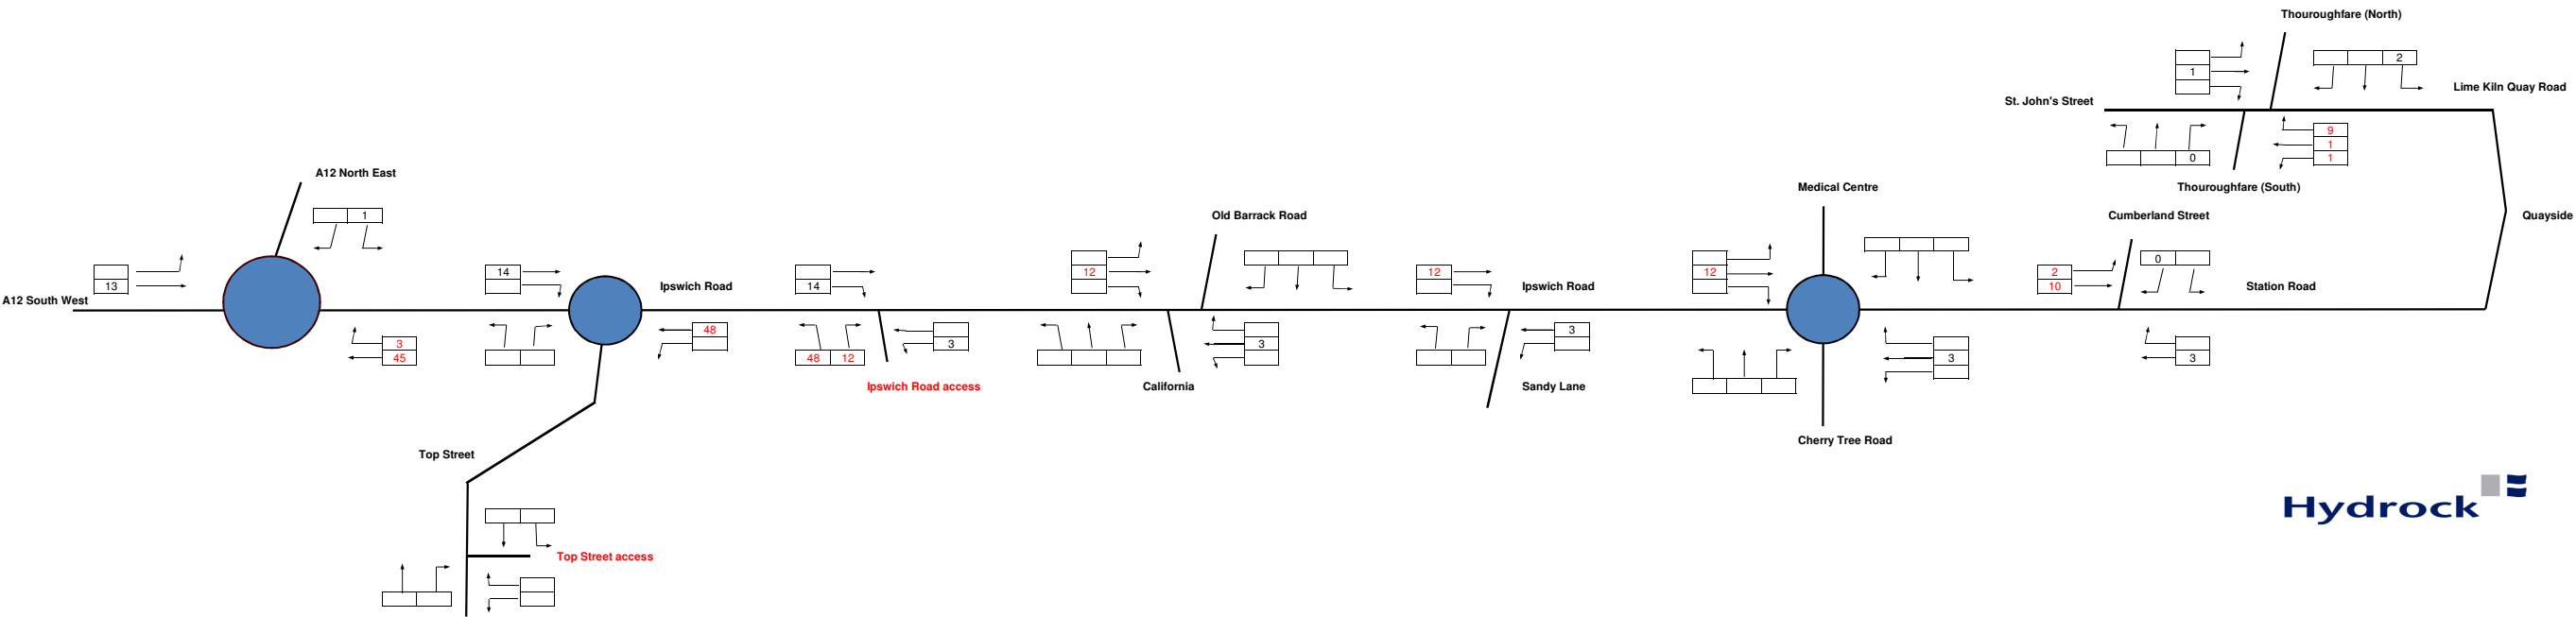 Thouroughfare (North)
1
2
Lime Kiln Quay Road
St. John's Street
9
1
1
0
Thouroughfare (South)
A12 North East
Medical Centre
Old Barrack Road
Cumberland Street
Quayside
1
13
14
Ipswich Road
14
12
12
Ipswich Road
12
2
10
0
Station Road
A12 South West
3
45
48
48 12
3
3
3
3
3
Ipswich Road access
California
Sandy Lane
Cherry Tree Road
Top Street
Hydrock
Top Street access